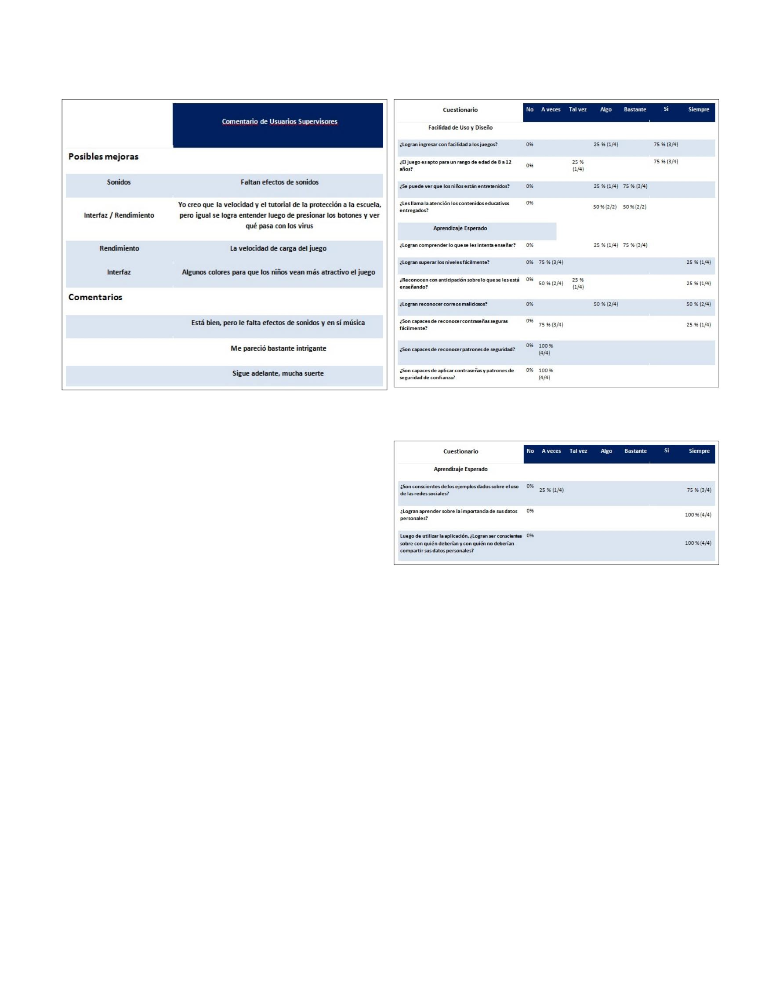 Comentario de Usuarios Supervisores
Posibles mejoras
Sonidos Faltan efectos de sonidos
Yo creo que la velocidad y el tutorial de la protección a la escuela,
Interfaz / Rendimiento pero igual se logra entender luego de presionar los botones y ver
qué pasa con los virus
Rendimiento La velocidad de carga del juego
Interfaz Algunos colores para que los niños vean más atractivo el juego
Comentarios
Está bien, pero le falta efectos de sonidos y en sí música
Me pareció bastante intrigante
Sigue adelante, mucha suerte
Cuestionario No A veces Tal vez Algo Bastante Si Siempre
Facilidad de Uso y Diseño
¿Logran ingresar con facilidad a los juegos? 0% 25 % (1/4) 75 % (3/4)
¿El juego es apto para un rango de edad de 8 a 12 0% 25 % 75 % (3/4)
años? (1/4)
¿Se puede ver que los niños están entretenidos? 0% 25 % (1/4) 75 % (3/4)
¿Les llama la atención los contenidos educativos 0% 50 % (2/2) 50 % (2/2)
entregados?
Aprendizaje Esperado
¿Logran comprender lo que se les intenta enseñar? 0% 25 % (1/4) 75 % (3/4)
¿Logran superar los niveles fácilmente? 0% 75 % (3/4) 25 % (1/4)
¿Reconocen con anticipación sobre lo que se les está 0% 50 % (2/4) 25 % 25 % (1/4)
enseñando? (1/4)
¿Logran reconocer correos maliciosos? 0% 50 % (2/4) 50 % (2/4)
¿Son capaces de reconocer contraseñas seguras 0% 75 % (3/4) 25 % (1/4)
fácilmente?
¿Son capaces de reconocer patrones de seguridad? 0% 100 %
(4/4)
¿Son capaces de aplicar contraseñas y patrones de 0% 100 %
seguridad de confianza? (4/4)
Cuestionario No A veces Tal vez Algo Bastante Si Siempre
Aprendizaje Esperado
¿Son conscientes de los ejemplos dados sobre el uso 0% 25 % (1/4) 75 % (3/4)
de las redes sociales?
¿Logran aprender sobre la importancia de sus datos 0% 100 % (4/4)
personales?
Luego de utilizar la aplicación, ¿Logran ser conscientes 0%
sobre con quién deberían y con quién no deberían 100 % (4/4)
compartir sus datos personales?